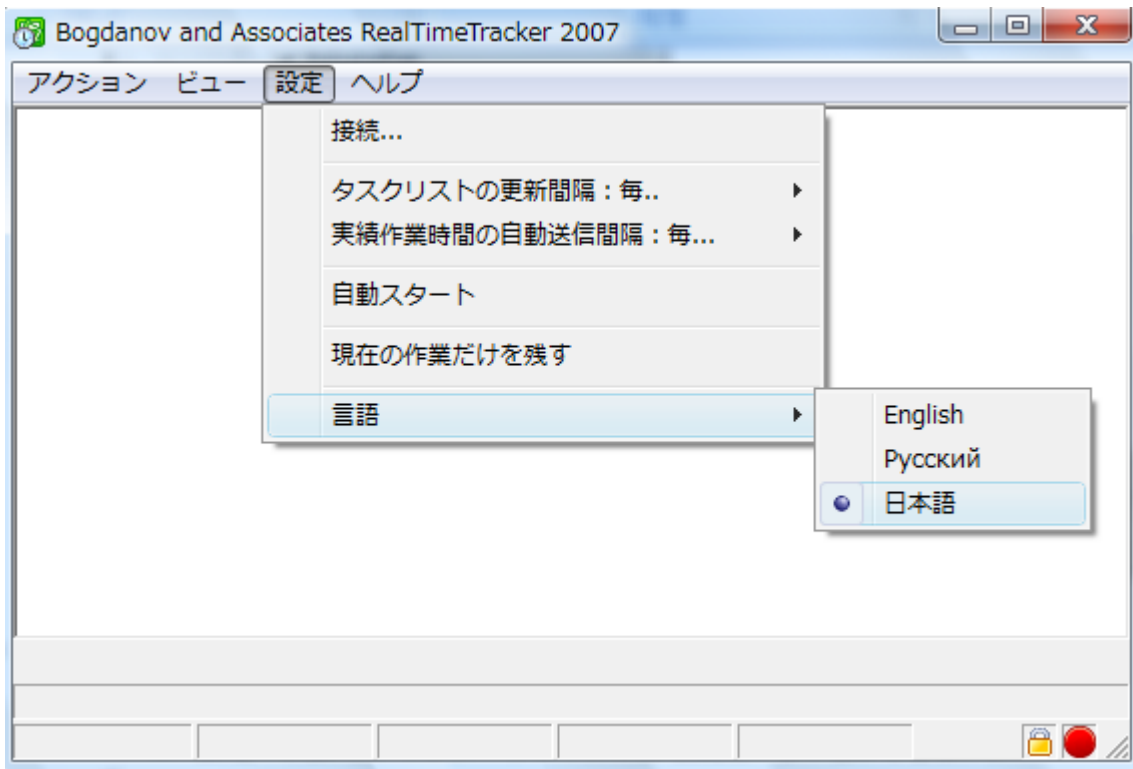 Bogdanov and Associates RealTimeTracker 2007
アクション ビュー 設定 ヘルプ
接続...
タスクリストの更新間隔：毎..
実績作業時間の自動送信間隔：毎...
自動スタート
現在の作業だけを残す
言語
English
Русский
日本語